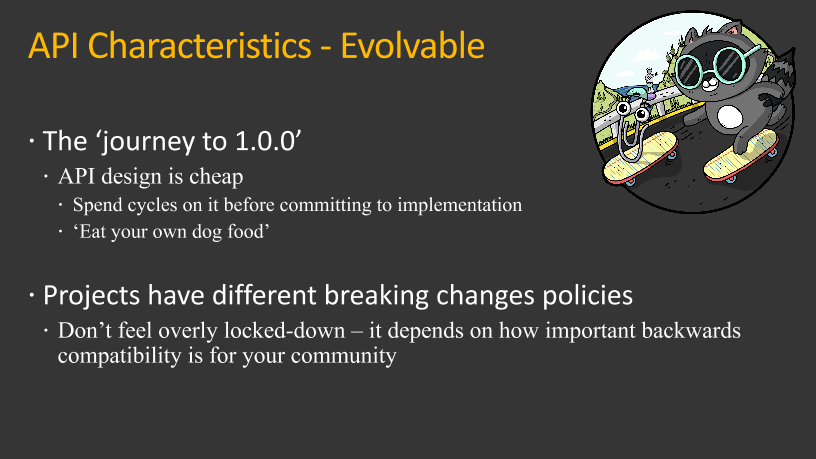 API Characteristics - Evolvable
· The ‘journey to 1.0.0’
· API design is cheap
· Spend cycles on it before committing to implementation
· ‘Eat your own dog food’
· Projects have different breaking changes policies
· Don’t feel overly locked-down – it depends on how important backwards
compatibility is for your community